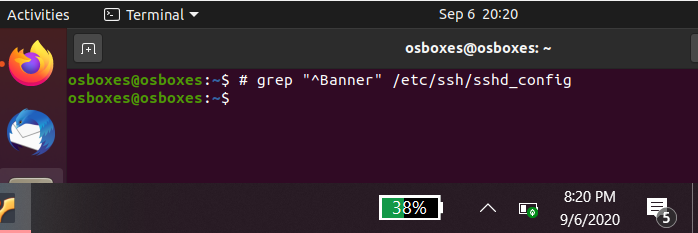 Activities Terminal Sep 6 20:20
osboxes@osboxes: ~
osboxes@osboxes:~$ # grep "^Banner" /etc/ssh/sshd_config
osboxes@osboxes:~$
38% 8:20 PM
9/6/2020
5